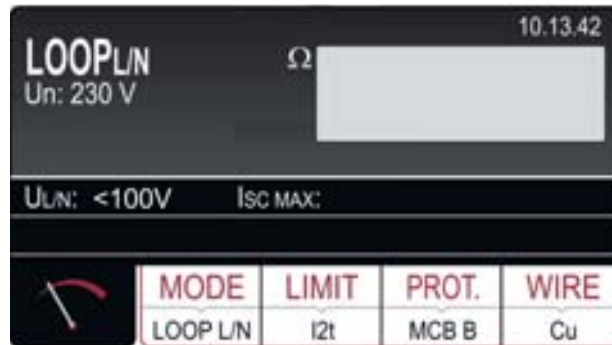 10.13.42
LOOPL/N Ω
Un: 230 V
UL/N: <100V ISC MAX:
MODE LIMIT PROT. WIRE
LOOP L/N I2t MCB B Cu